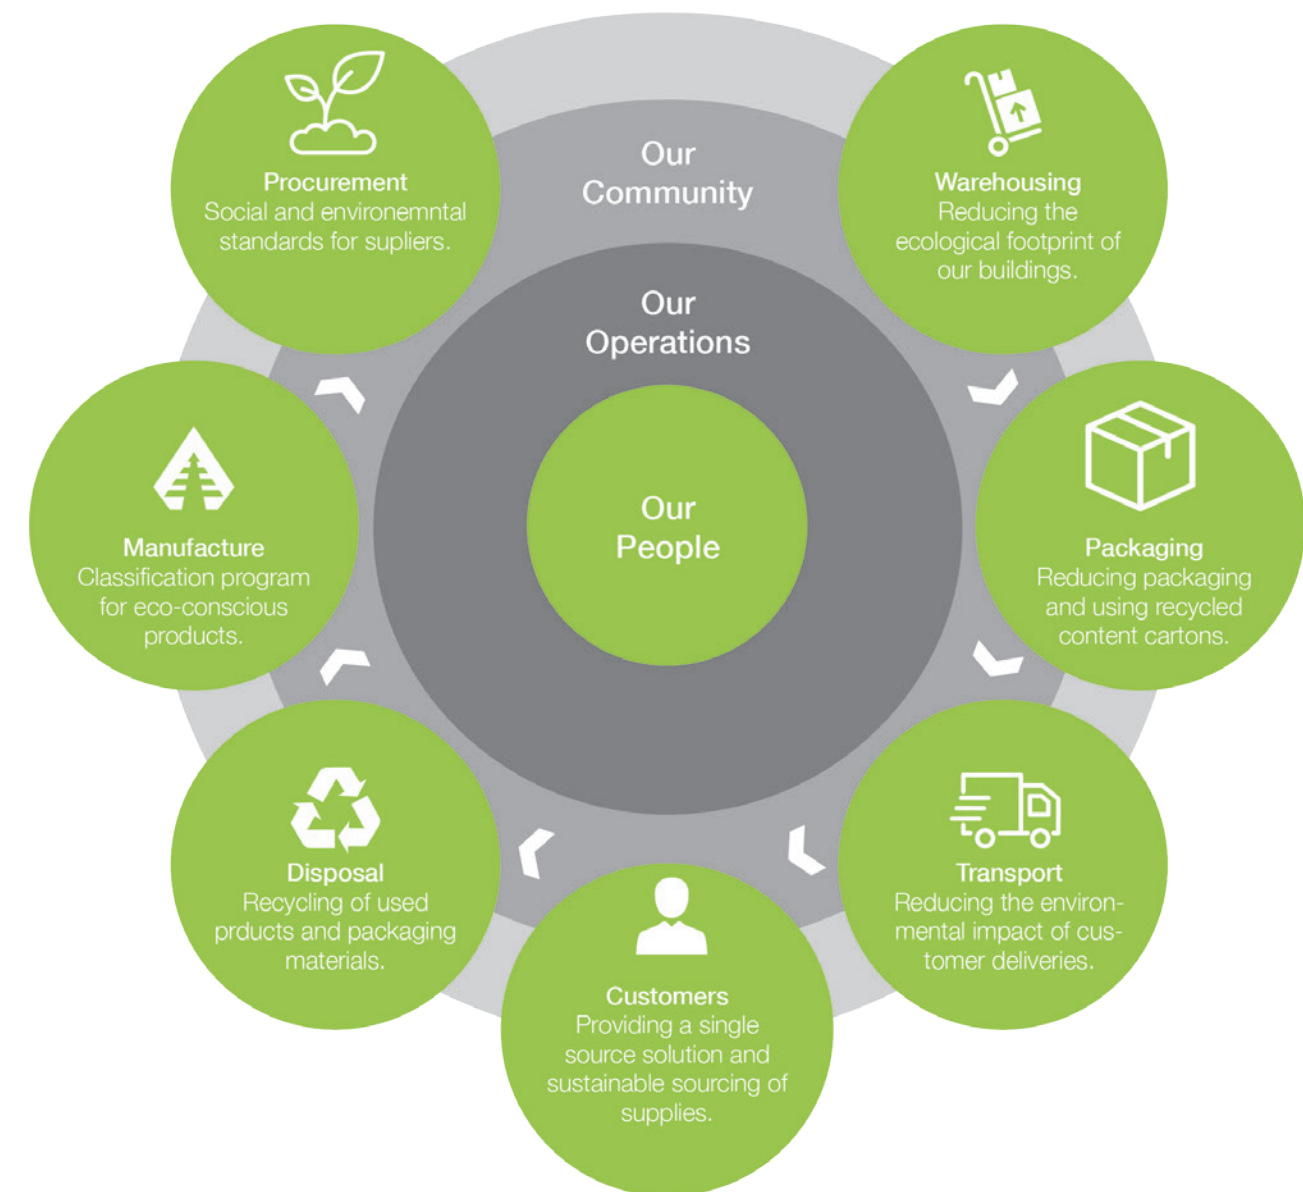 Our
Community
Our
Operations
Our
People
Procurement
Social and environemntal
standards for supliers.
Warehousing
Reducing the
ecological footprint of
our buildings.
Packaging
Reducing packaging
and using recycled
content cartons.
Transport
Reducing the environ-
mental impact of cus-
tomer deliveries.
Customers
Providing a single
source solution and
sustainable sourcing of
supplies.
Disposal
Recycling of used
prducts and packaging
materials.
Manufacture
Classification program
for eco-conscious
products.